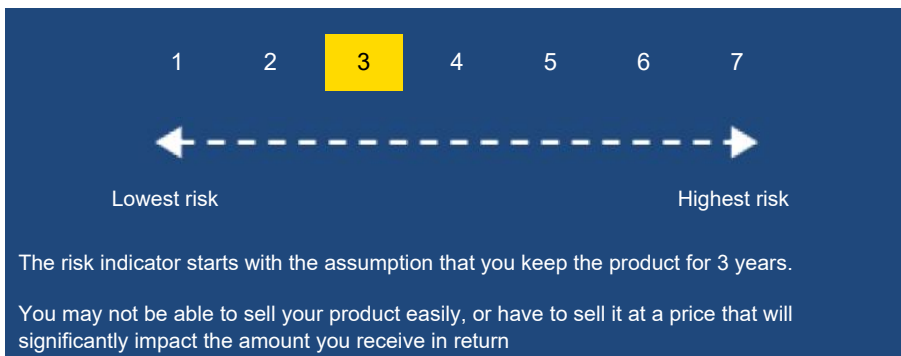 1 2 3 4 5 6 7
Lowest risk Highest risk
The risk indicator starts with the assumption that you keep the product for 3 years.
You may not be able to sell your product easily, or have to sell it at a price that will
significantly impact the amount you receive in return